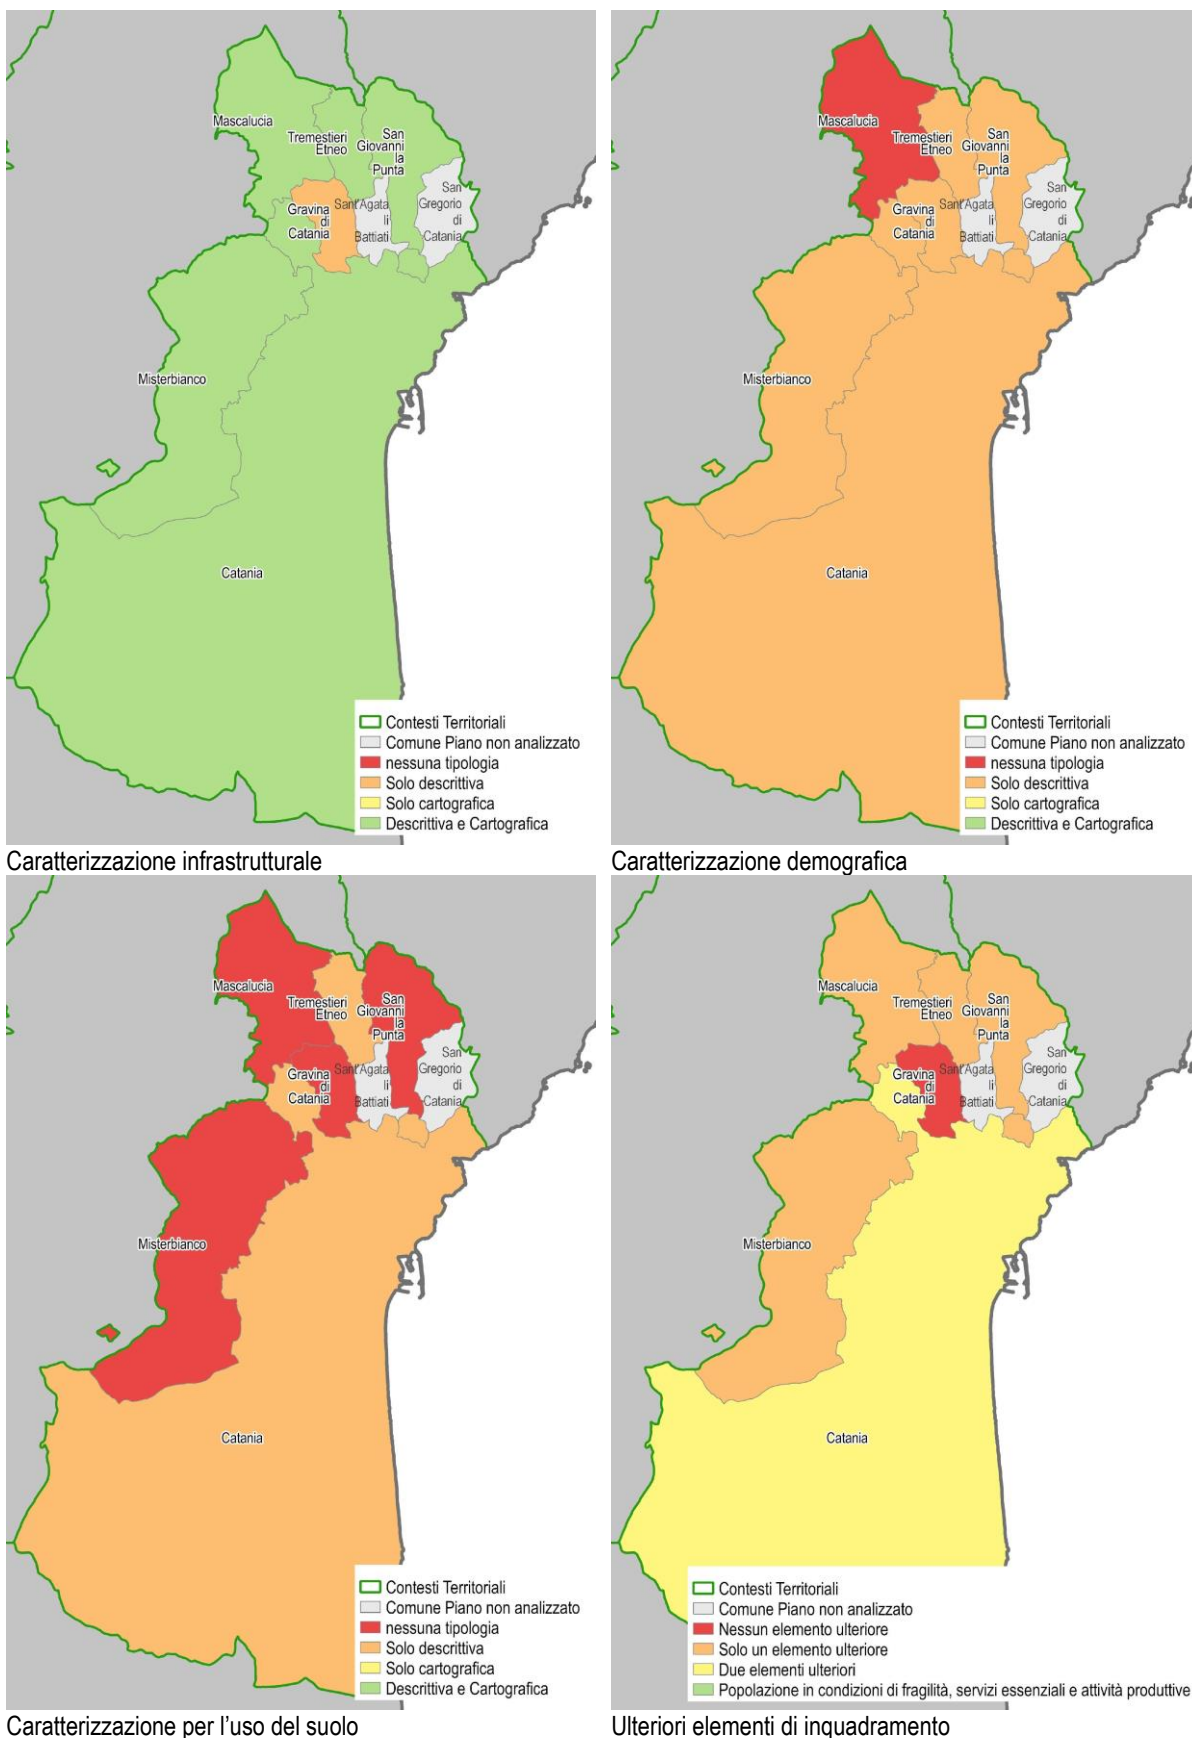 Mascalucia
Tremestieri
Etneo
San
Giovanni
la
Punta
San
Gregorio
di
Catania
Gravina
di
Catania
Sant'Agata
li
Battiati
Misterbianco
Catania
Contesti Territoriali
Comune Piano non analizzato
nessuna tipologia
Solo descrittiva
Solo cartografica
Descrittiva e Cartografica
Caratterizzazione infrastrutturale
Mascalucia
Tremestieri
Etneo
San
Giovanni
la
Punta
San
Gregorio
di
Catania
Gravina
di
Catania
Sant'Agata
li
Battiati
Misterbianco
Catania
Contesti Territoriali
Comune Piano non analizzato
nessuna tipologia
Solo descrittiva
Solo cartografica
Descrittiva e Cartografica
Caratterizzazione demografica
Mascalucia
Tremestieri
Etneo
San
Giovanni
la
Punta
San
Gregorio
di
Catania
Gravina
di
Catania
Sant'Agata
li
Battiati
Misterbianco
Catania
Contesti Territoriali
Comune Piano non analizzato
nessuna tipologia
Solo descrittiva
Solo cartografica
Descrittiva e Cartografica
Caratterizzazione per l'uso del suolo
Mascalucia
Tremestieri
Etneo
San
Giovanni
la
Punta
San
Gregorio
di
Catania
Gravina
di
Catania
Sant'Agata
li
Battiati
Misterbianco
Catania
Contesti Territoriali
Comune Piano non analizzato
Nessun elemento ulteriore
Solo un elemento ulteriore
Due elementi ulteriori
Popolazione in condizioni di fragilità, servizi essenziali e attività produttive
Ulteriori elementi di inquadramento